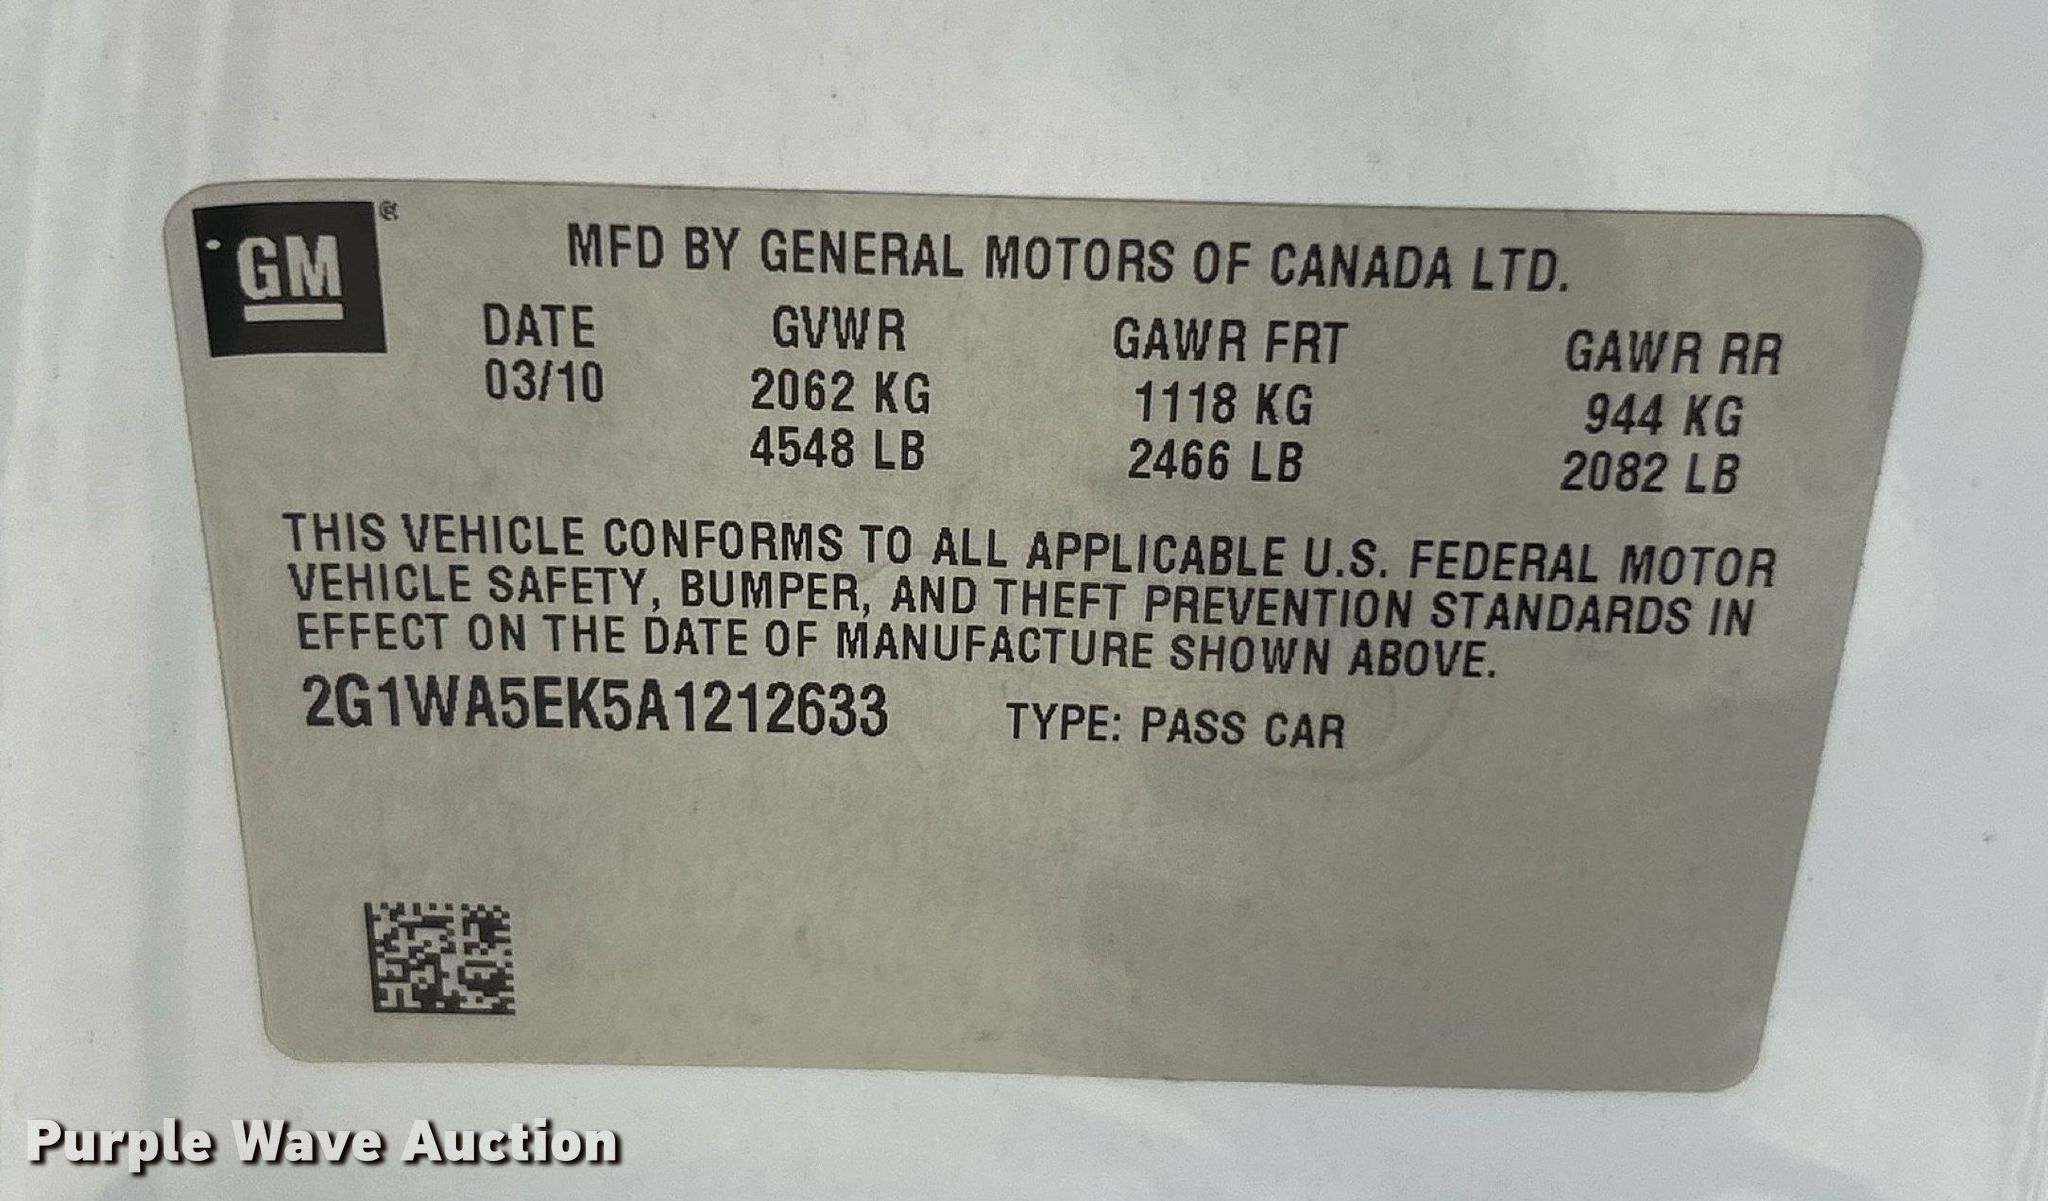 GM®
MFD BY GENERAL MOTORS OF CANADA LTD.
DATE GVWR GAWR FRT GAWR RR
03/10 2062 KG 1118 KG 944 KG
4548 LB 2466 LB 2082 LB
THIS VEHICLE CONFORMS TO ALL APPLICABLE U.S. FEDERAL MOTOR
VEHICLE SAFETY, BUMPER, AND THEFT PREVENTION STANDARDS IN
EFFECT ON THE DATE OF MANUFACTURE SHOWN ABOVE.
2G1WA5EK5A1212633 TYPE: PASS CAR
Purple Wave Auction